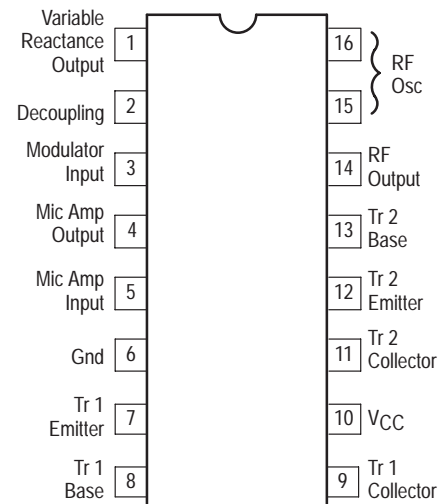 Variable
Reactance
Output
1
Decoupling
2
Modulator
Input
3
Mic Amp
Output
4
Mic Amp
Input
5
Gnd
6
Tr 1
Emitter
7
Tr 1
Base
8
16
15
RF
Osc
14
RF
Output
13
Tr 2
Base
12
Tr 2
Emitter
11
Tr 2
Collector
10
VCC
9
Tr 1
Collector